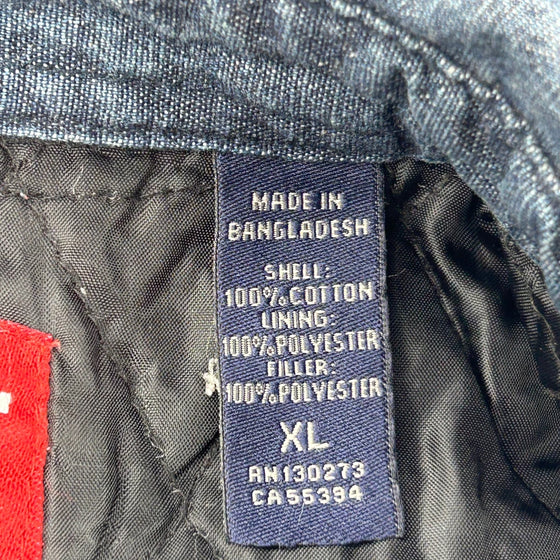 MADE IN
BANGLADESH
SHELL:
100%COTTON
LINING:
100%POLYESTER
FILLER:
100%POLYESTER
XL
RN130273
CA55394